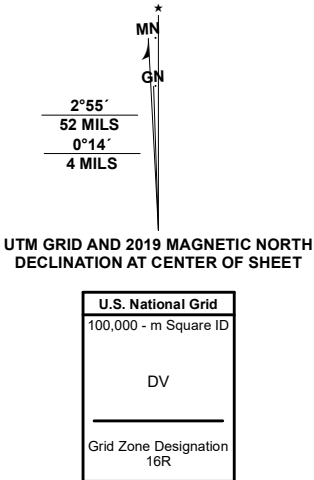 ★
MN
GN
2°55´
52 MILS
0°14´
4 MILS
UTM GRID AND 2019 MAGNETIC NORTH
DECLINATION AT CENTER OF SHEET
U.S. National Grid
100,000 - m Square ID
DV
Grid Zone Designation
16R